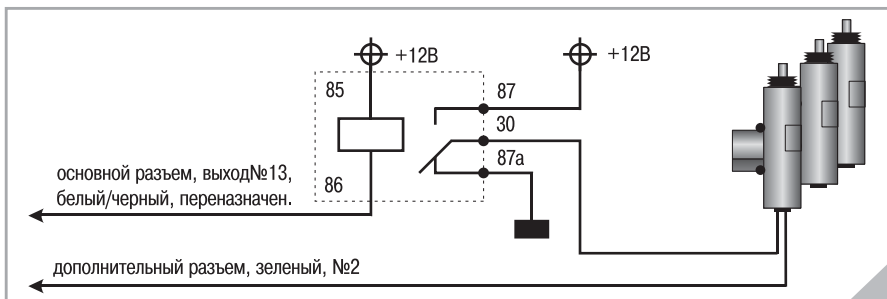 +12В
+12В
85
87
30
87а
86
основной разъем, выход№13,
белый/черный, переназначен.
дополнительный разъем, зеленый, №2